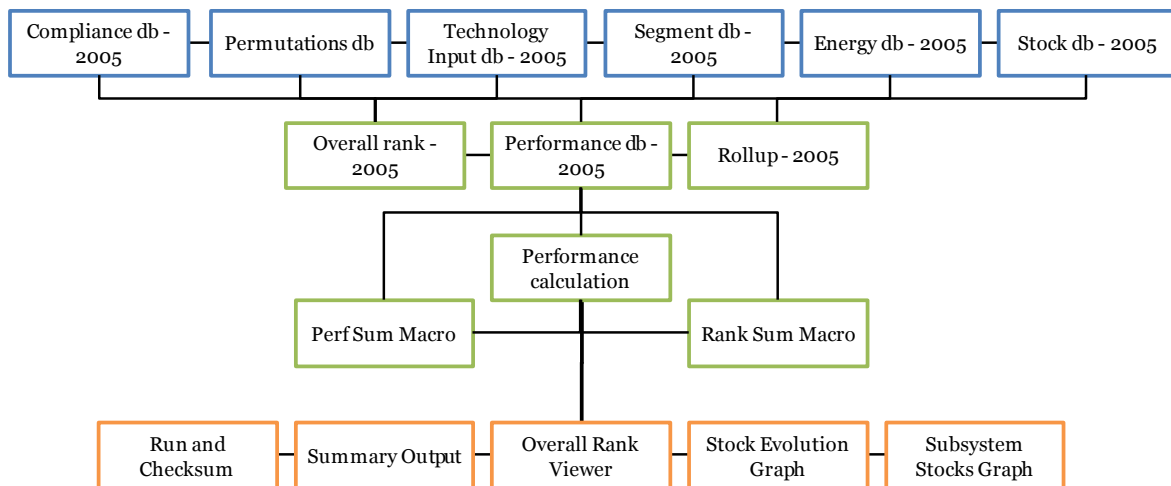 Compliance db -
2005
Permutations db
Technology
Input db - 2005
Segment db -
2005
Energy db - 2005
Stock db - 2005
Overall rank -
2005
Performance db -
2005
Rollup - 2005
Performance
calculation
Perf Sum Macro
Rank Sum Macro
Run and
Checksum
Summary Output
Overall Rank
Viewer
Stock Evolution
Graph
Subsystem
Stocks Graph